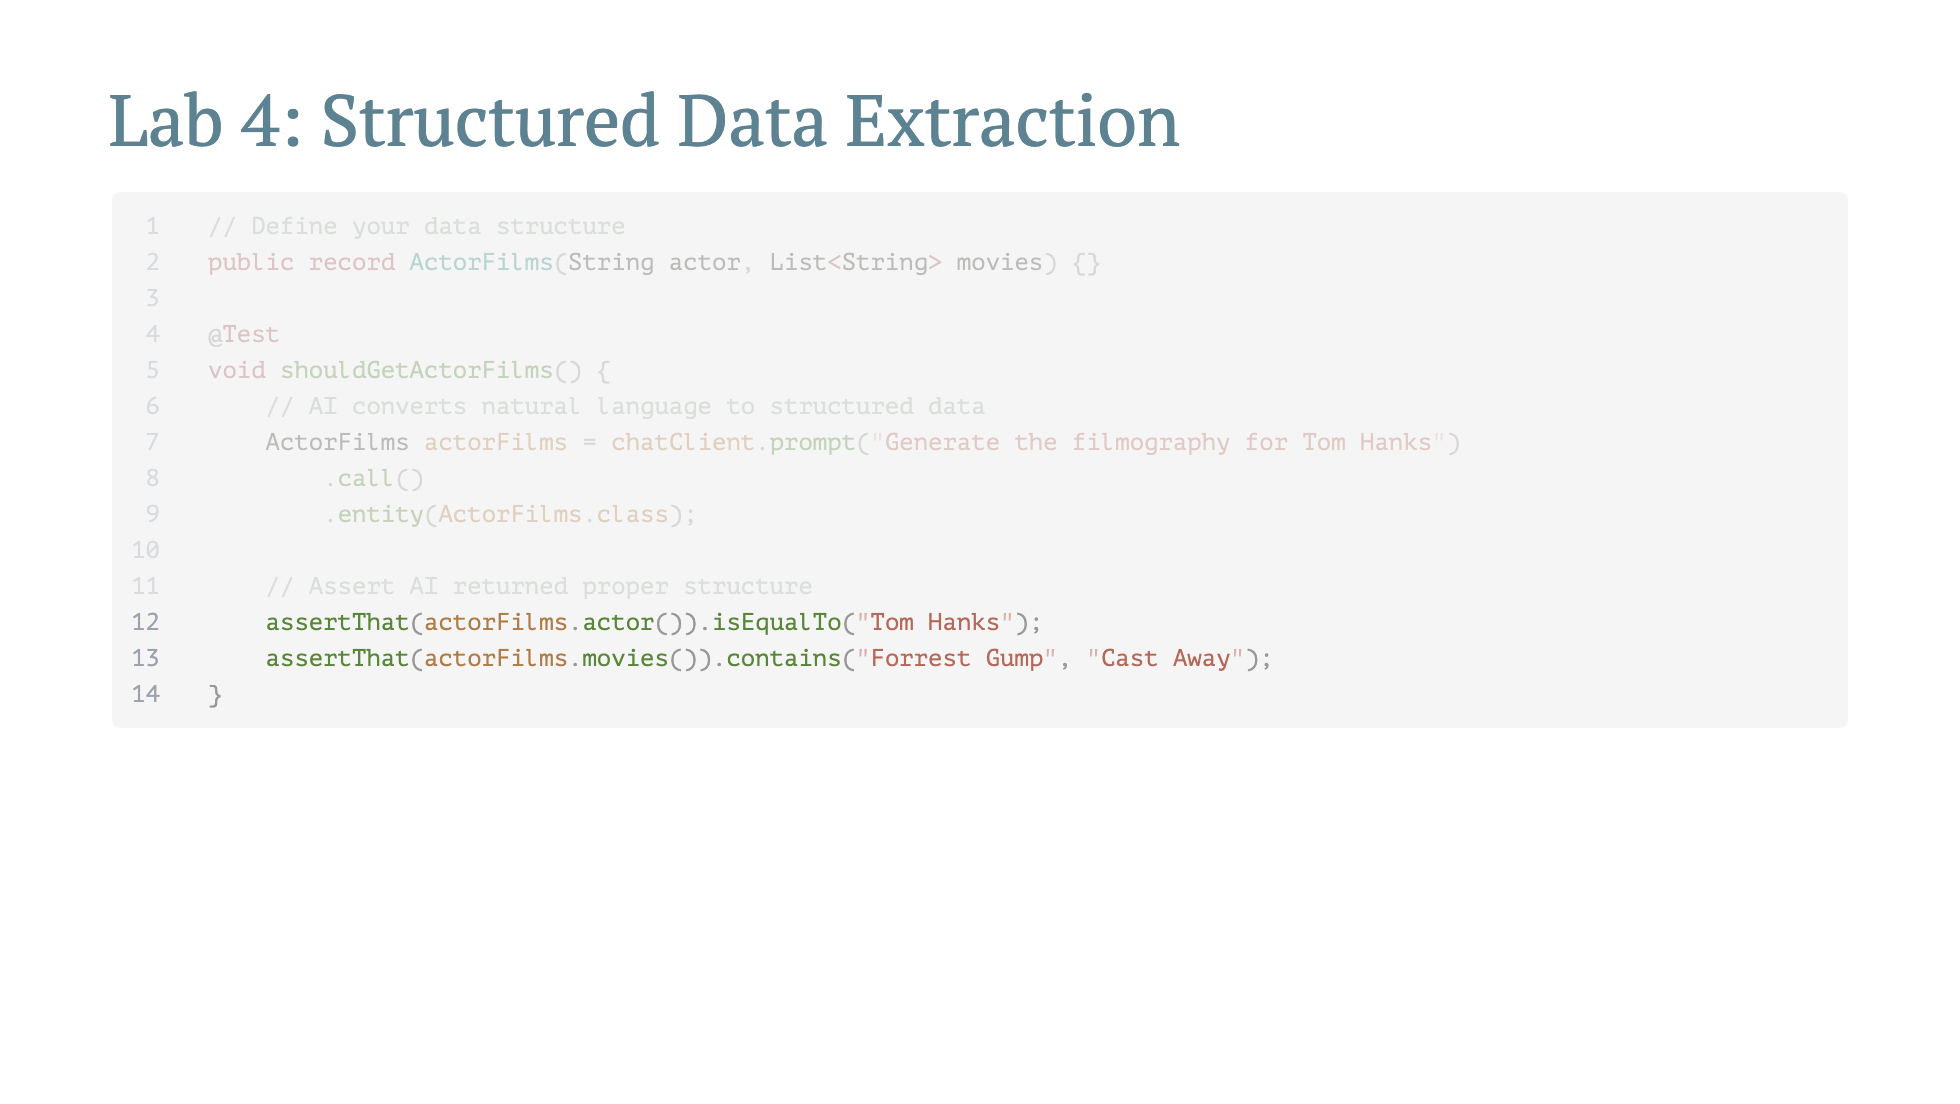 Lab 4: Structured Data Extraction
1 // Define your data structure
2 public record ActorFilms(String actor, List<String> movies) {}
3
4 @Test
5 void shouldGetActorFilms() {
6     // AI converts natural language to structured data
7     ActorFilms actorFilms = chatClient.prompt("Generate the filmography for Tom Hanks")
8         .call()
9         .entity(ActorFilms.class);
10
11     // Assert AI returned proper structure
12     assertThat(actorFilms.actor()).isEqualTo("Tom Hanks");
13     assertThat(actorFilms.movies()).contains("Forrest Gump", "Cast Away");
14 }